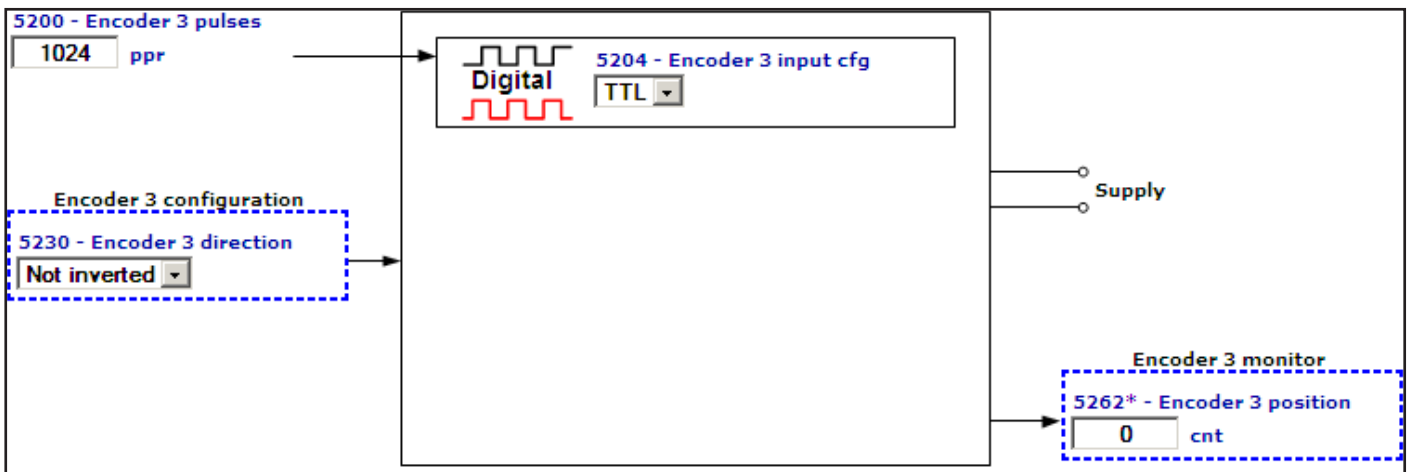 5200 - Encoder 3 pulses
1024 ppr
Digital
5204 - Encoder 3 input cfg
TTL
Supply
Encoder 3 configuration
5230 - Encoder 3 direction
Not inverted
Encoder 3 monitor
5262* - Encoder 3 position
0 cnt